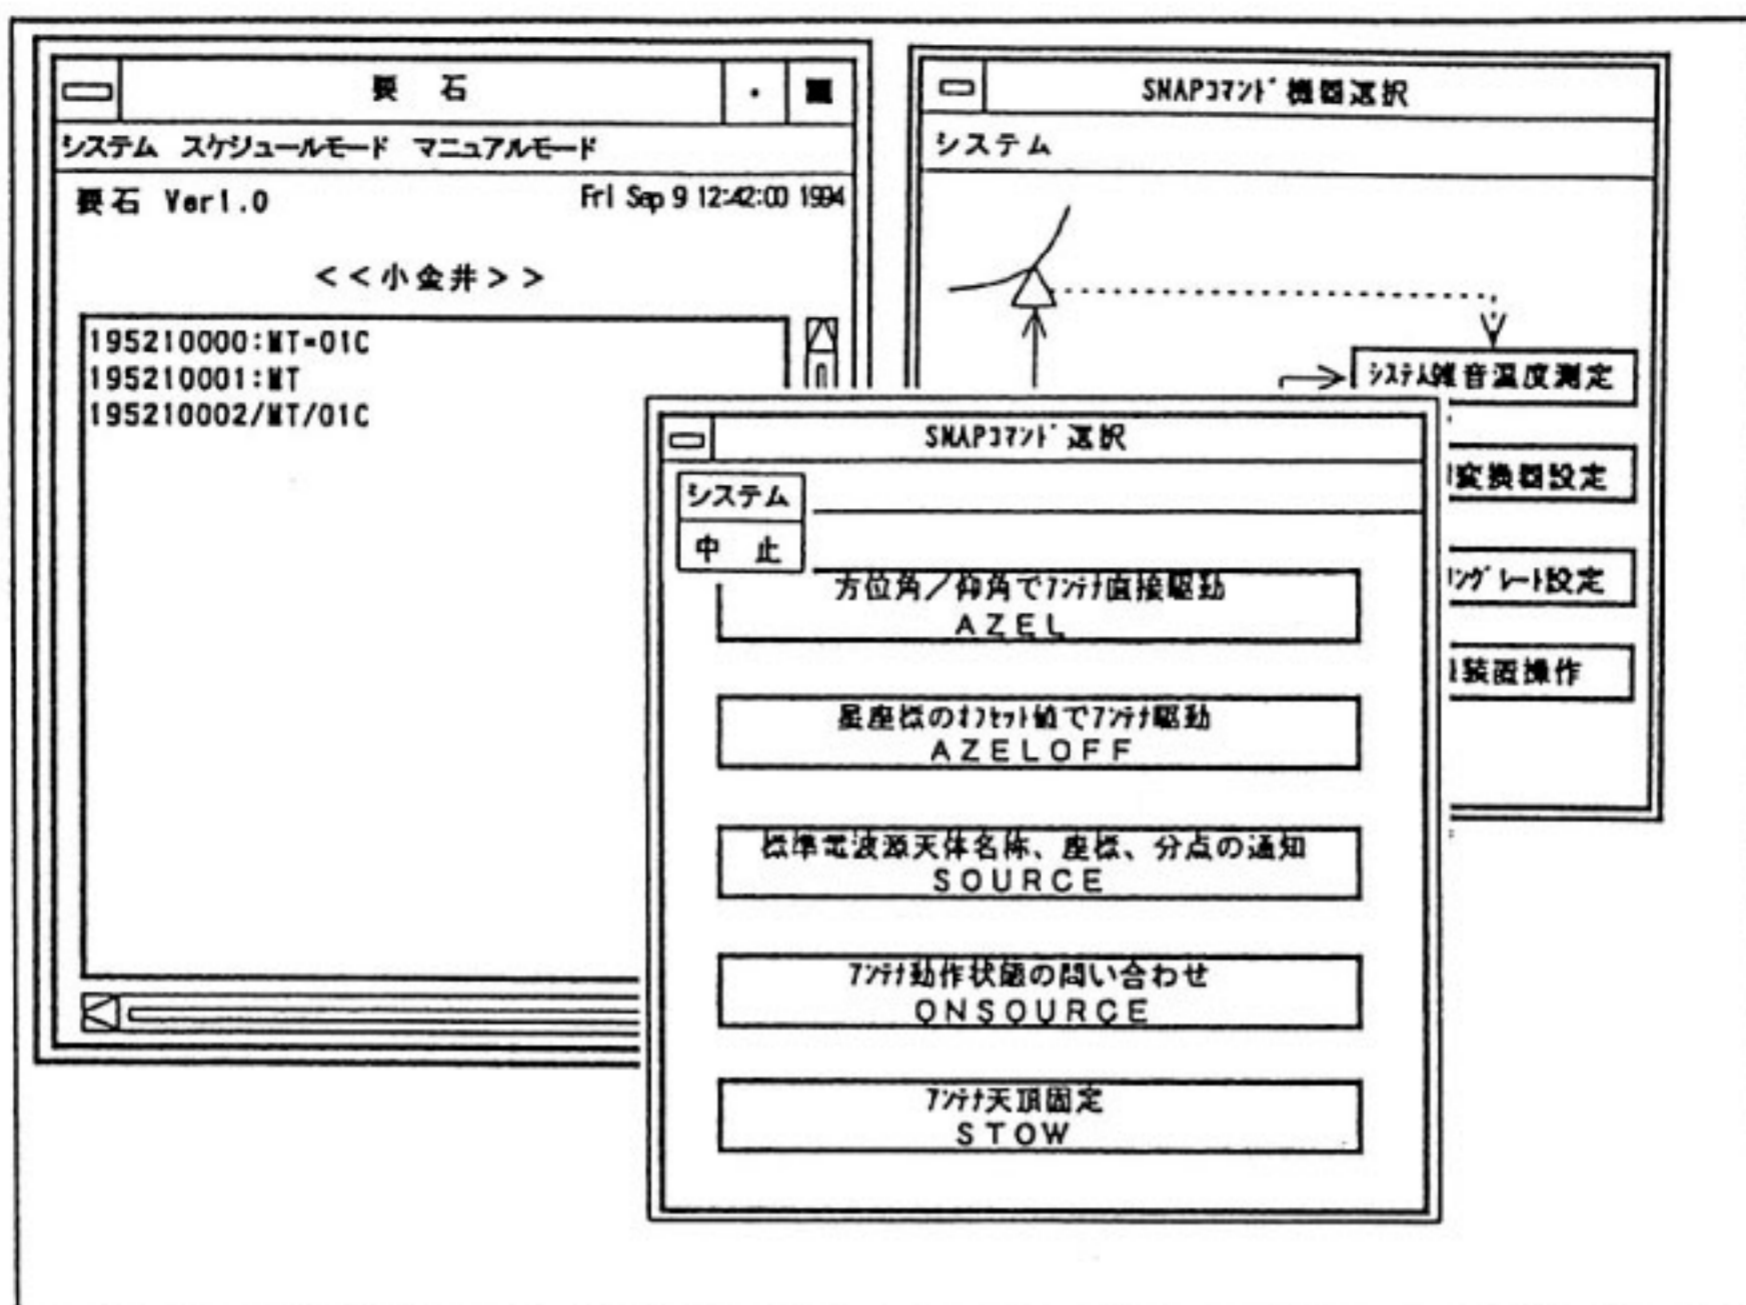 要 石
システム スケジュールモード マニュアルモード
要石 Ver1.0 Fri Sep 9 12:42:00 1994
<<小金井>>
195210000:MT=01C
195210001:MT
195210002/MT/01C
SNAPコマンド機器選択
システム
システム雑音温度測定
変換器設定
ングレート設定
装置操作
SNAPコマンド選択
システム
中 止
方位角/仰角でアンテナ直接駆動
AZEL
星座標のオフセット値でアンテナ駆動
AZELOFF
標準電波源天体名称、座標、分点の通知
SOURCE
アンテナ動作状態の問い合わせ
ONSOURCE
アンテナ天頂固定
STOW